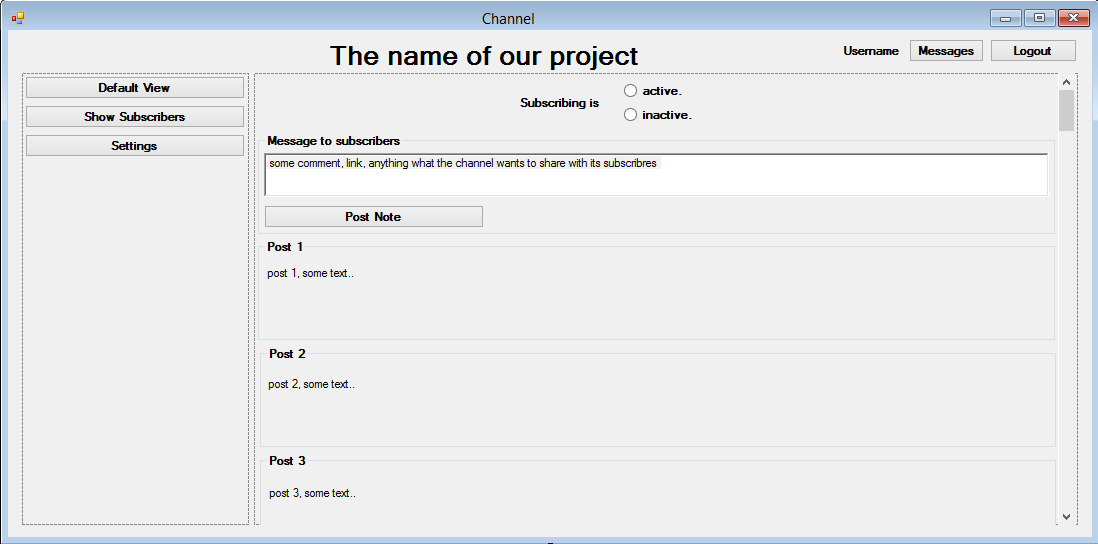 Channel
The name of our project
Username Messages Logout
Default View
Show Subscribers
Settings
Subscribing is
active.
inactive.
Message to subscribers
some comment, link, anything what the channel wants to share with its subscribres
Post Note
Post 1
post 1, some text..
Post 2
post 2, some text..
Post 3
post 3, some text..